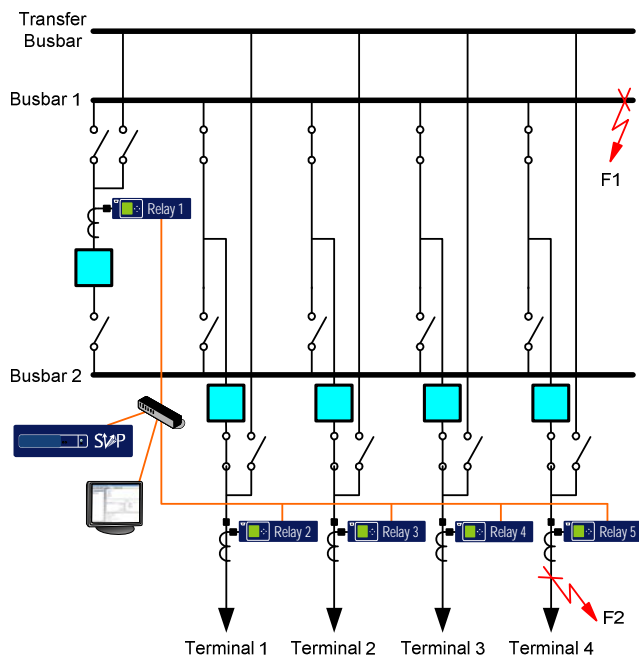 Transfer
Busbar
Busbar 1
F1
Relay 1
Busbar 2
SVP
Relay 2
Relay 3
Relay 4
Relay 5
F2
Terminal 1
Terminal 2
Terminal 3
Terminal 4